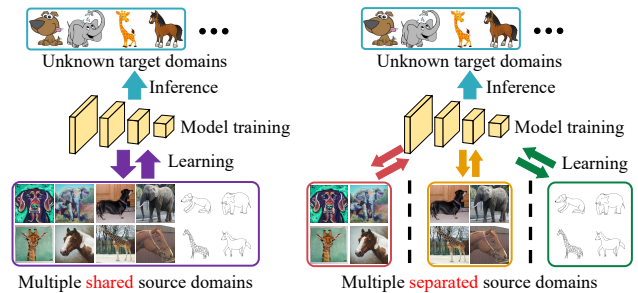 Unknown target domains
Inference
Model training
Learning
Multiple shared source domains
Unknown target domains
Inference
Model training
Learning
Multiple separated source domains